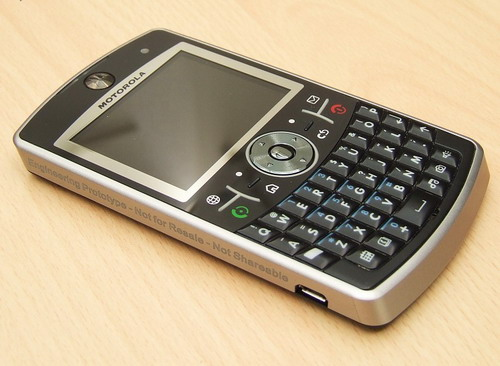 MOTOROLA
Engineering Prototype - Not for Resale - Not Shareable
Q W E R T Y U I O P
A S D F G H J K L
Z X C V B N M